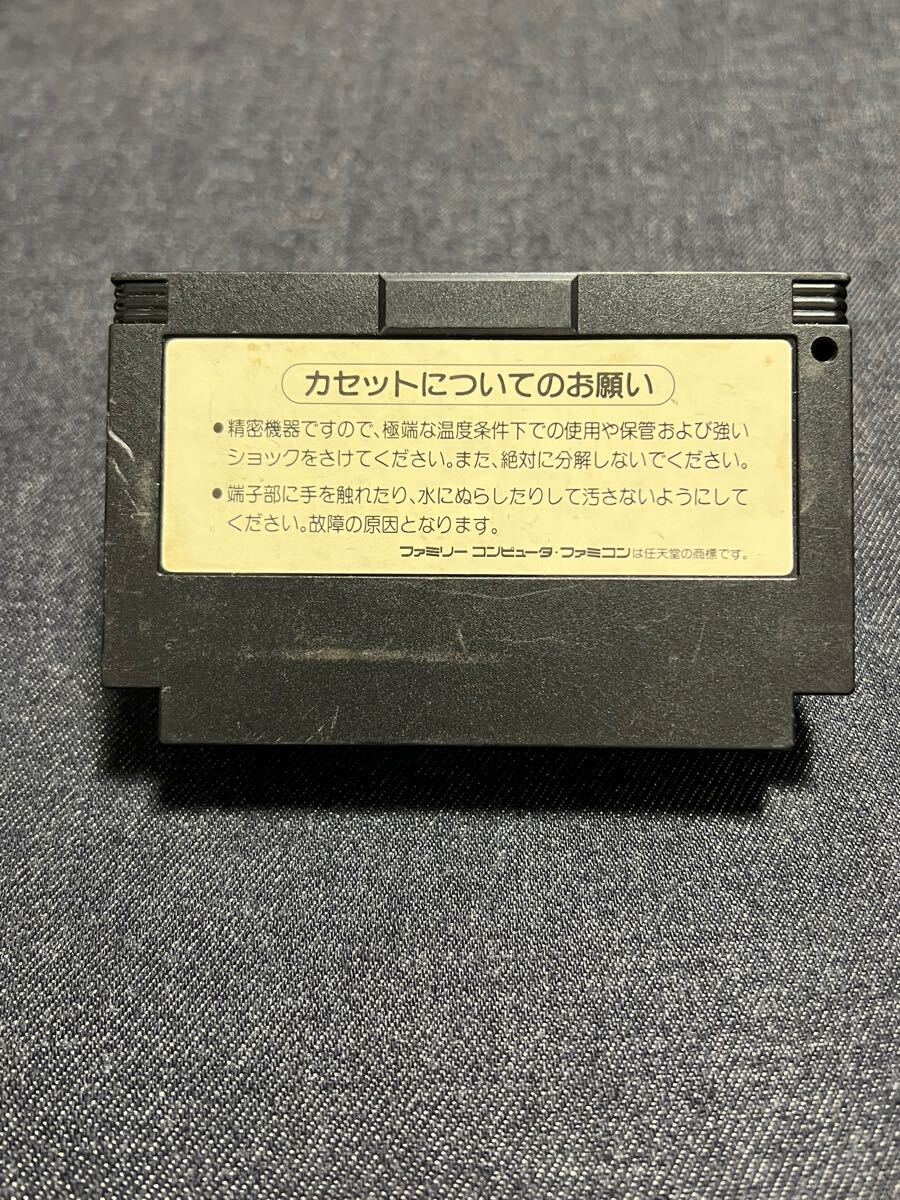 カセットについてのお願い
●精密機器ですので、極端な温度条件下での使用や保管および強い
ショックをさけてください。また、絶対に分解しないでください。
●端子部に手を触れたり、水にぬらしたりして汚さないようにして
ください。故障の原因となります。
ファミリー コンピュータ・ファミコンは任天堂の商標です。